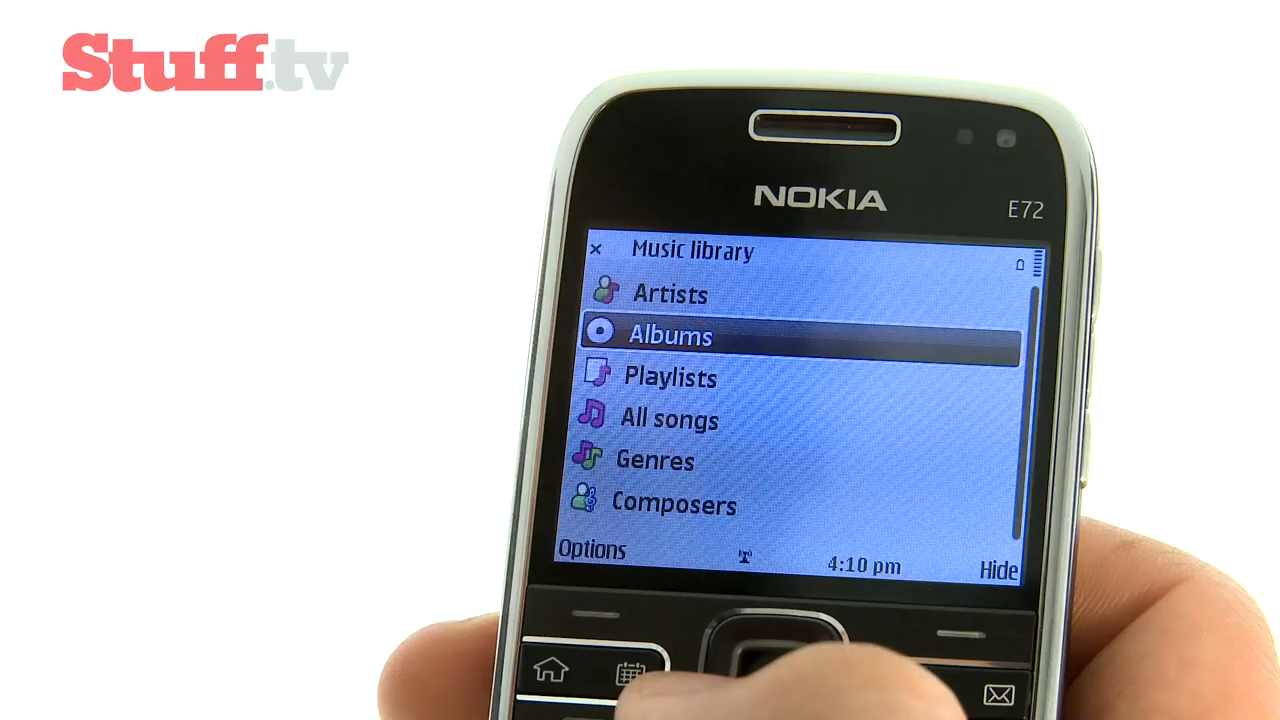 Stuff.tv
NOKIA
E72
Music library
Artists
Albums
Playlists
All songs
Genres
Composers
Options
4:10 pm
Hide